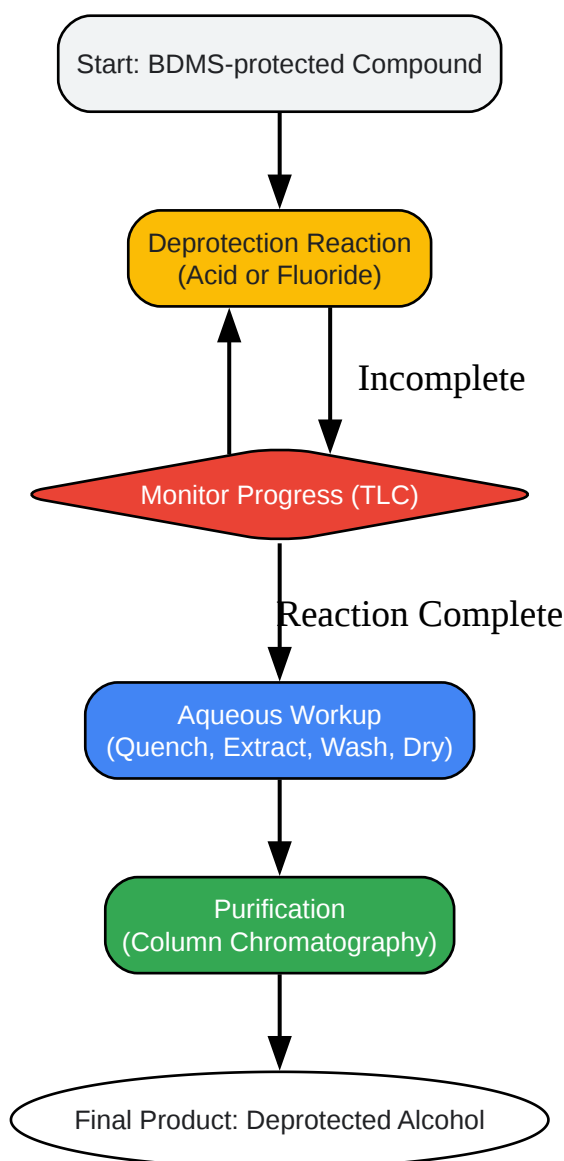 Start: BDMS-protected Compound
Deprotection Reaction
(Acid or Fluoride)
Incomplete
Monitor Progress (TLC)
Reaction Complete
Aqueous Workup
(Quench, Extract, Wash, Dry)
Purification
(Column Chromatography)
Final Product: Deprotected Alcohol